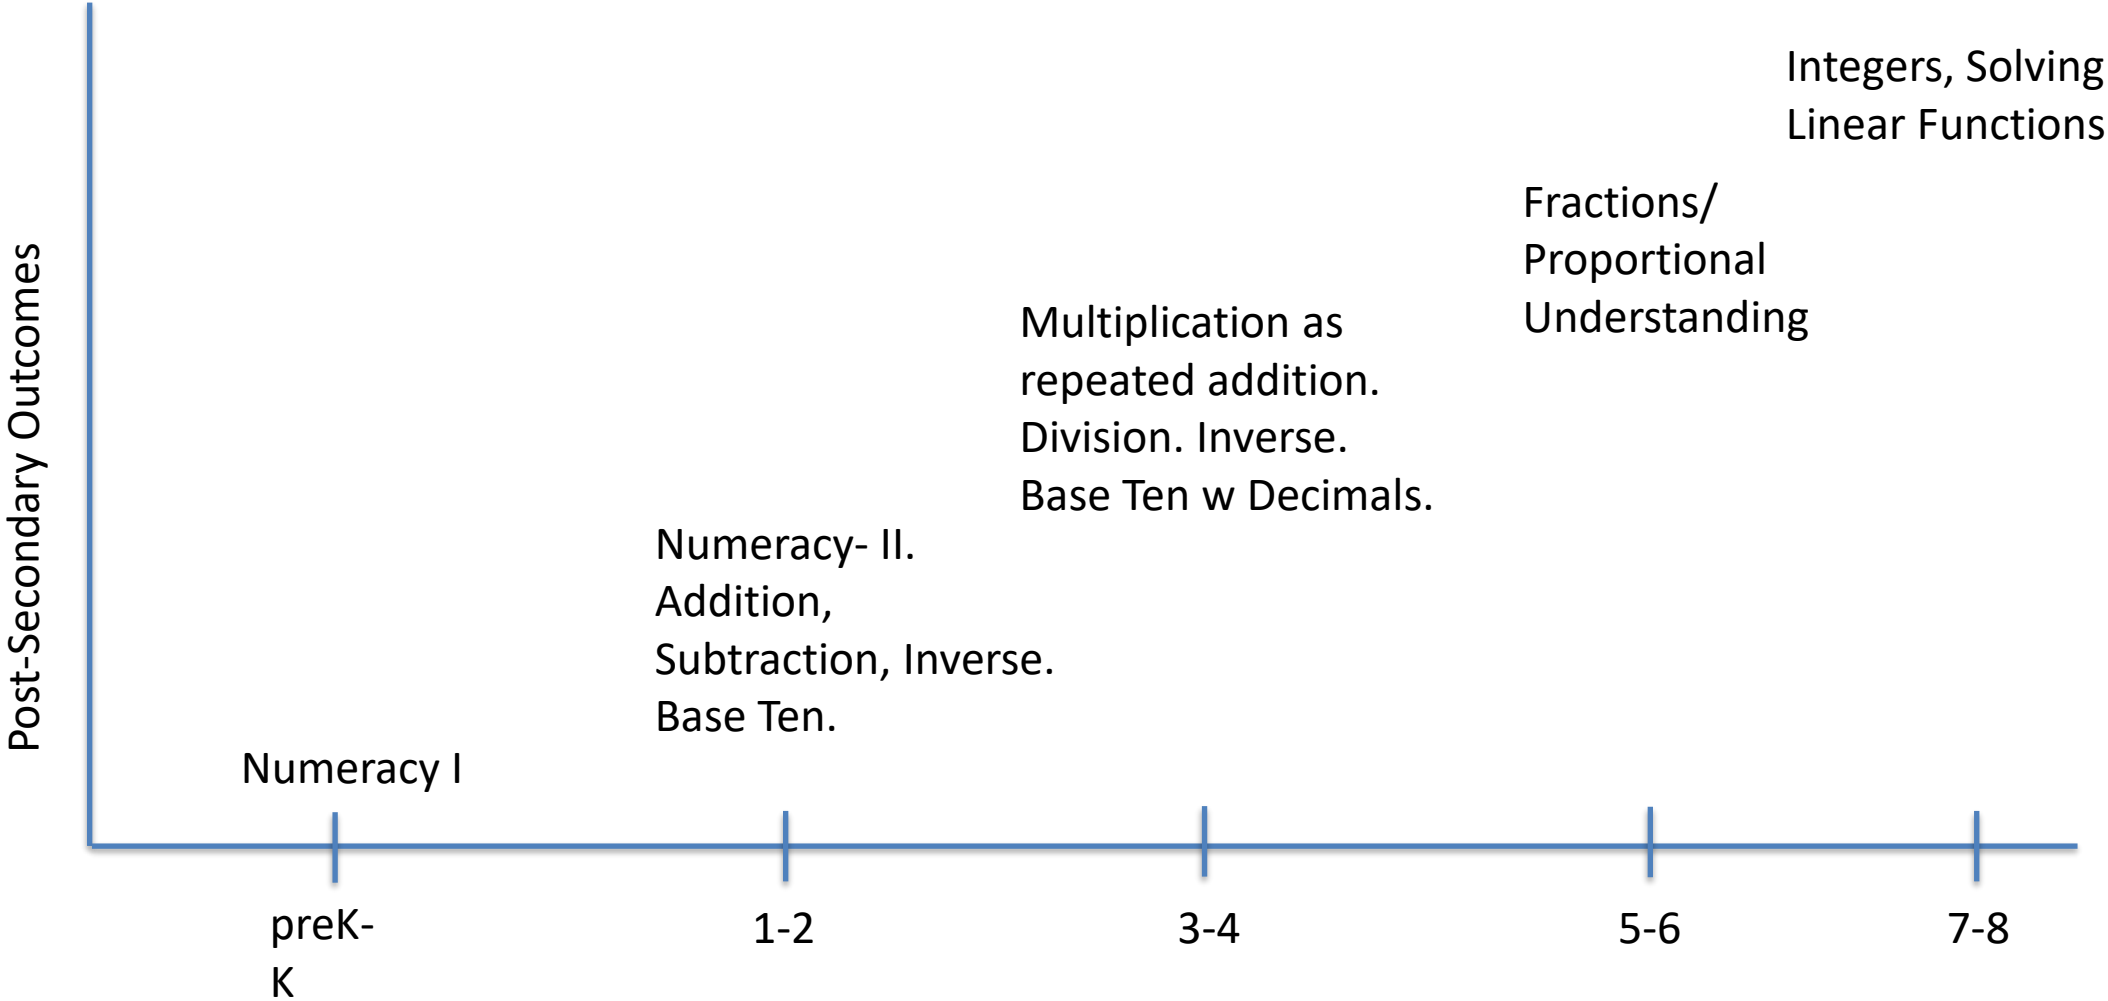 Integers, Solving
Linear Functions
Fractions/
Proportional
Understanding
Multiplication as
repeated addition.
Division. Inverse.
Base Ten w Decimals.
Numeracy- II.
Addition,
Subtraction, Inverse.
Base Ten.
Numeracy I
Post-Secondary Outcomes
preK-
K
1-2
3-4
5-6
7-8